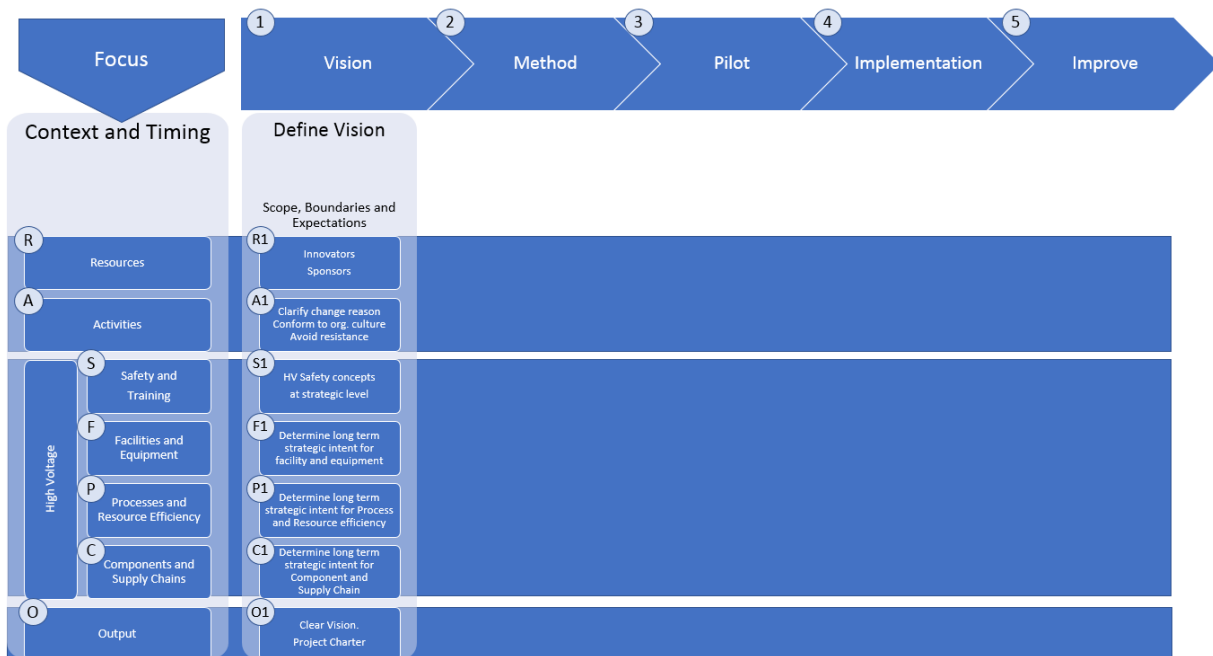 Focus
1
Vision
2
Method
3
Pilot
4
Implementation
5
Improve
Context and Timing
Define Vision
Scope, Boundaries and
Expectations
R
Resources
R1
Innovators
Sponsors
A
Activities
A1
Clarify change reason
Conform to org. culture
Avoid resistance
High Voltage
S
Safety and
Training
S1
HV Safety concepts
at strategic level
F
Facilities and
Equipment
F1
Determine long term
strategic intent for
facility and equipment
P
Processes and
Resource Efficiency
P1
Determine long term
strategic intent for Process
and Resource efficiency
C
Components and
Supply Chains
C1
Determine long term
strategic intent for
Component and
Supply Chain
O
Output
O1
Clear Vision.
Project Charter